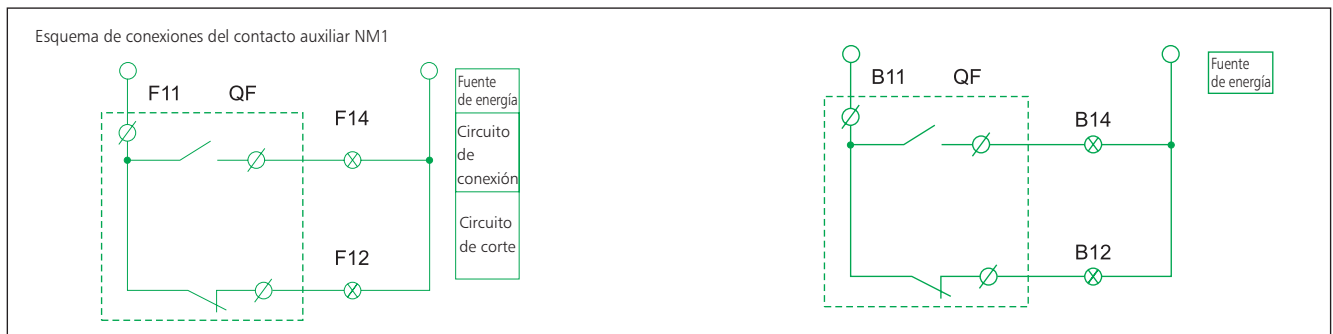 Esquema de conexiones del contacto auxiliar NM1
F11 QF
F14
F12
Fuente
de energía
Circuito
de
conexión
Circuito
de corte
B11 QF
B14
B12
Fuente
de energía